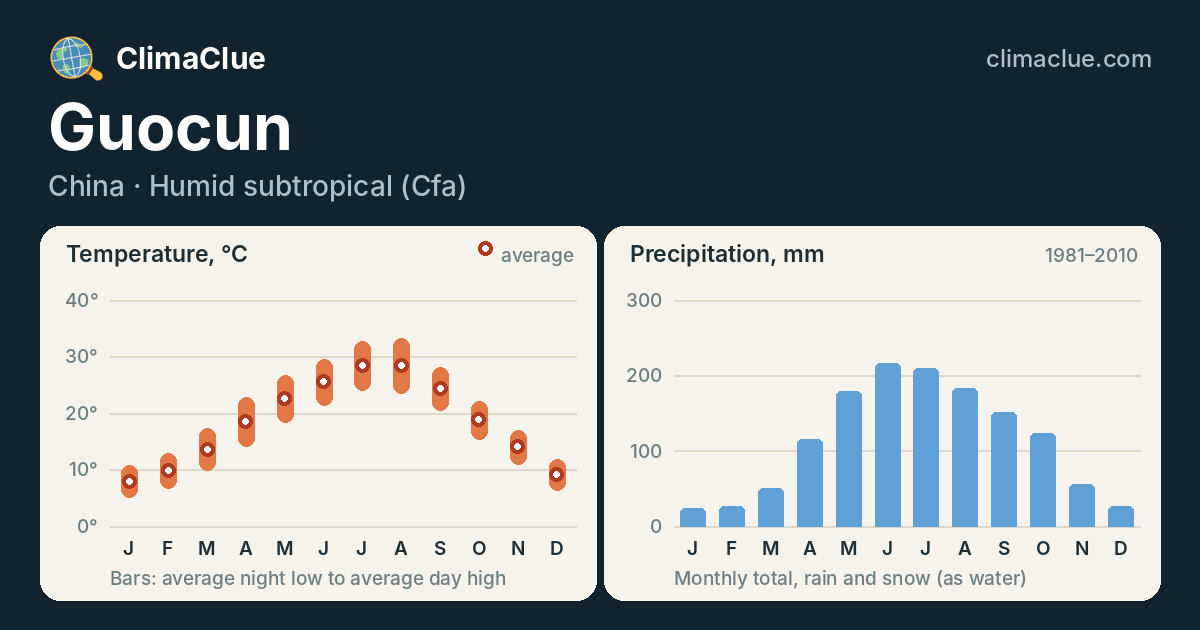 ClimaClue
climaclue.com
Guocun
China · Humid subtropical (Cfa)
Temperature, °C
average
40°
30°
20°
10°
0°
J F M A M J J A S O N D
Bars: average night low to average day high
Precipitation, mm
1981–2010
300
200
100
0
J F M A M J J A S O N D
Monthly total, rain and snow (as water)